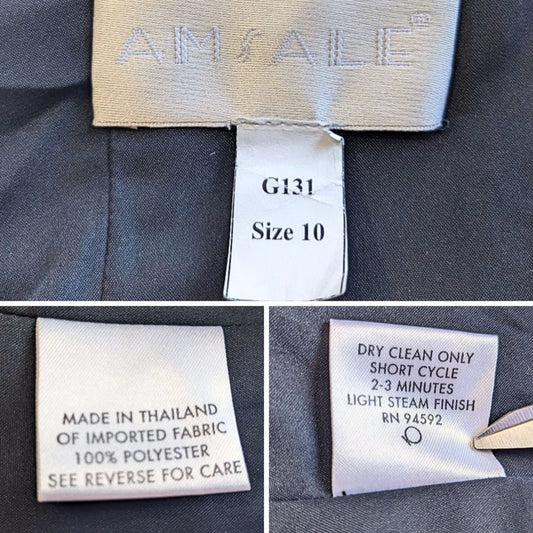 AMSALE®
G131
Size 10
MADE IN THAILAND
OF IMPORTED FABRIC
100% POLYESTER
SEE REVERSE FOR CARE
DRY CLEAN ONLY
SHORT CYCLE
2-3 MINUTES
LIGHT STEAM FINISH
RN 94592